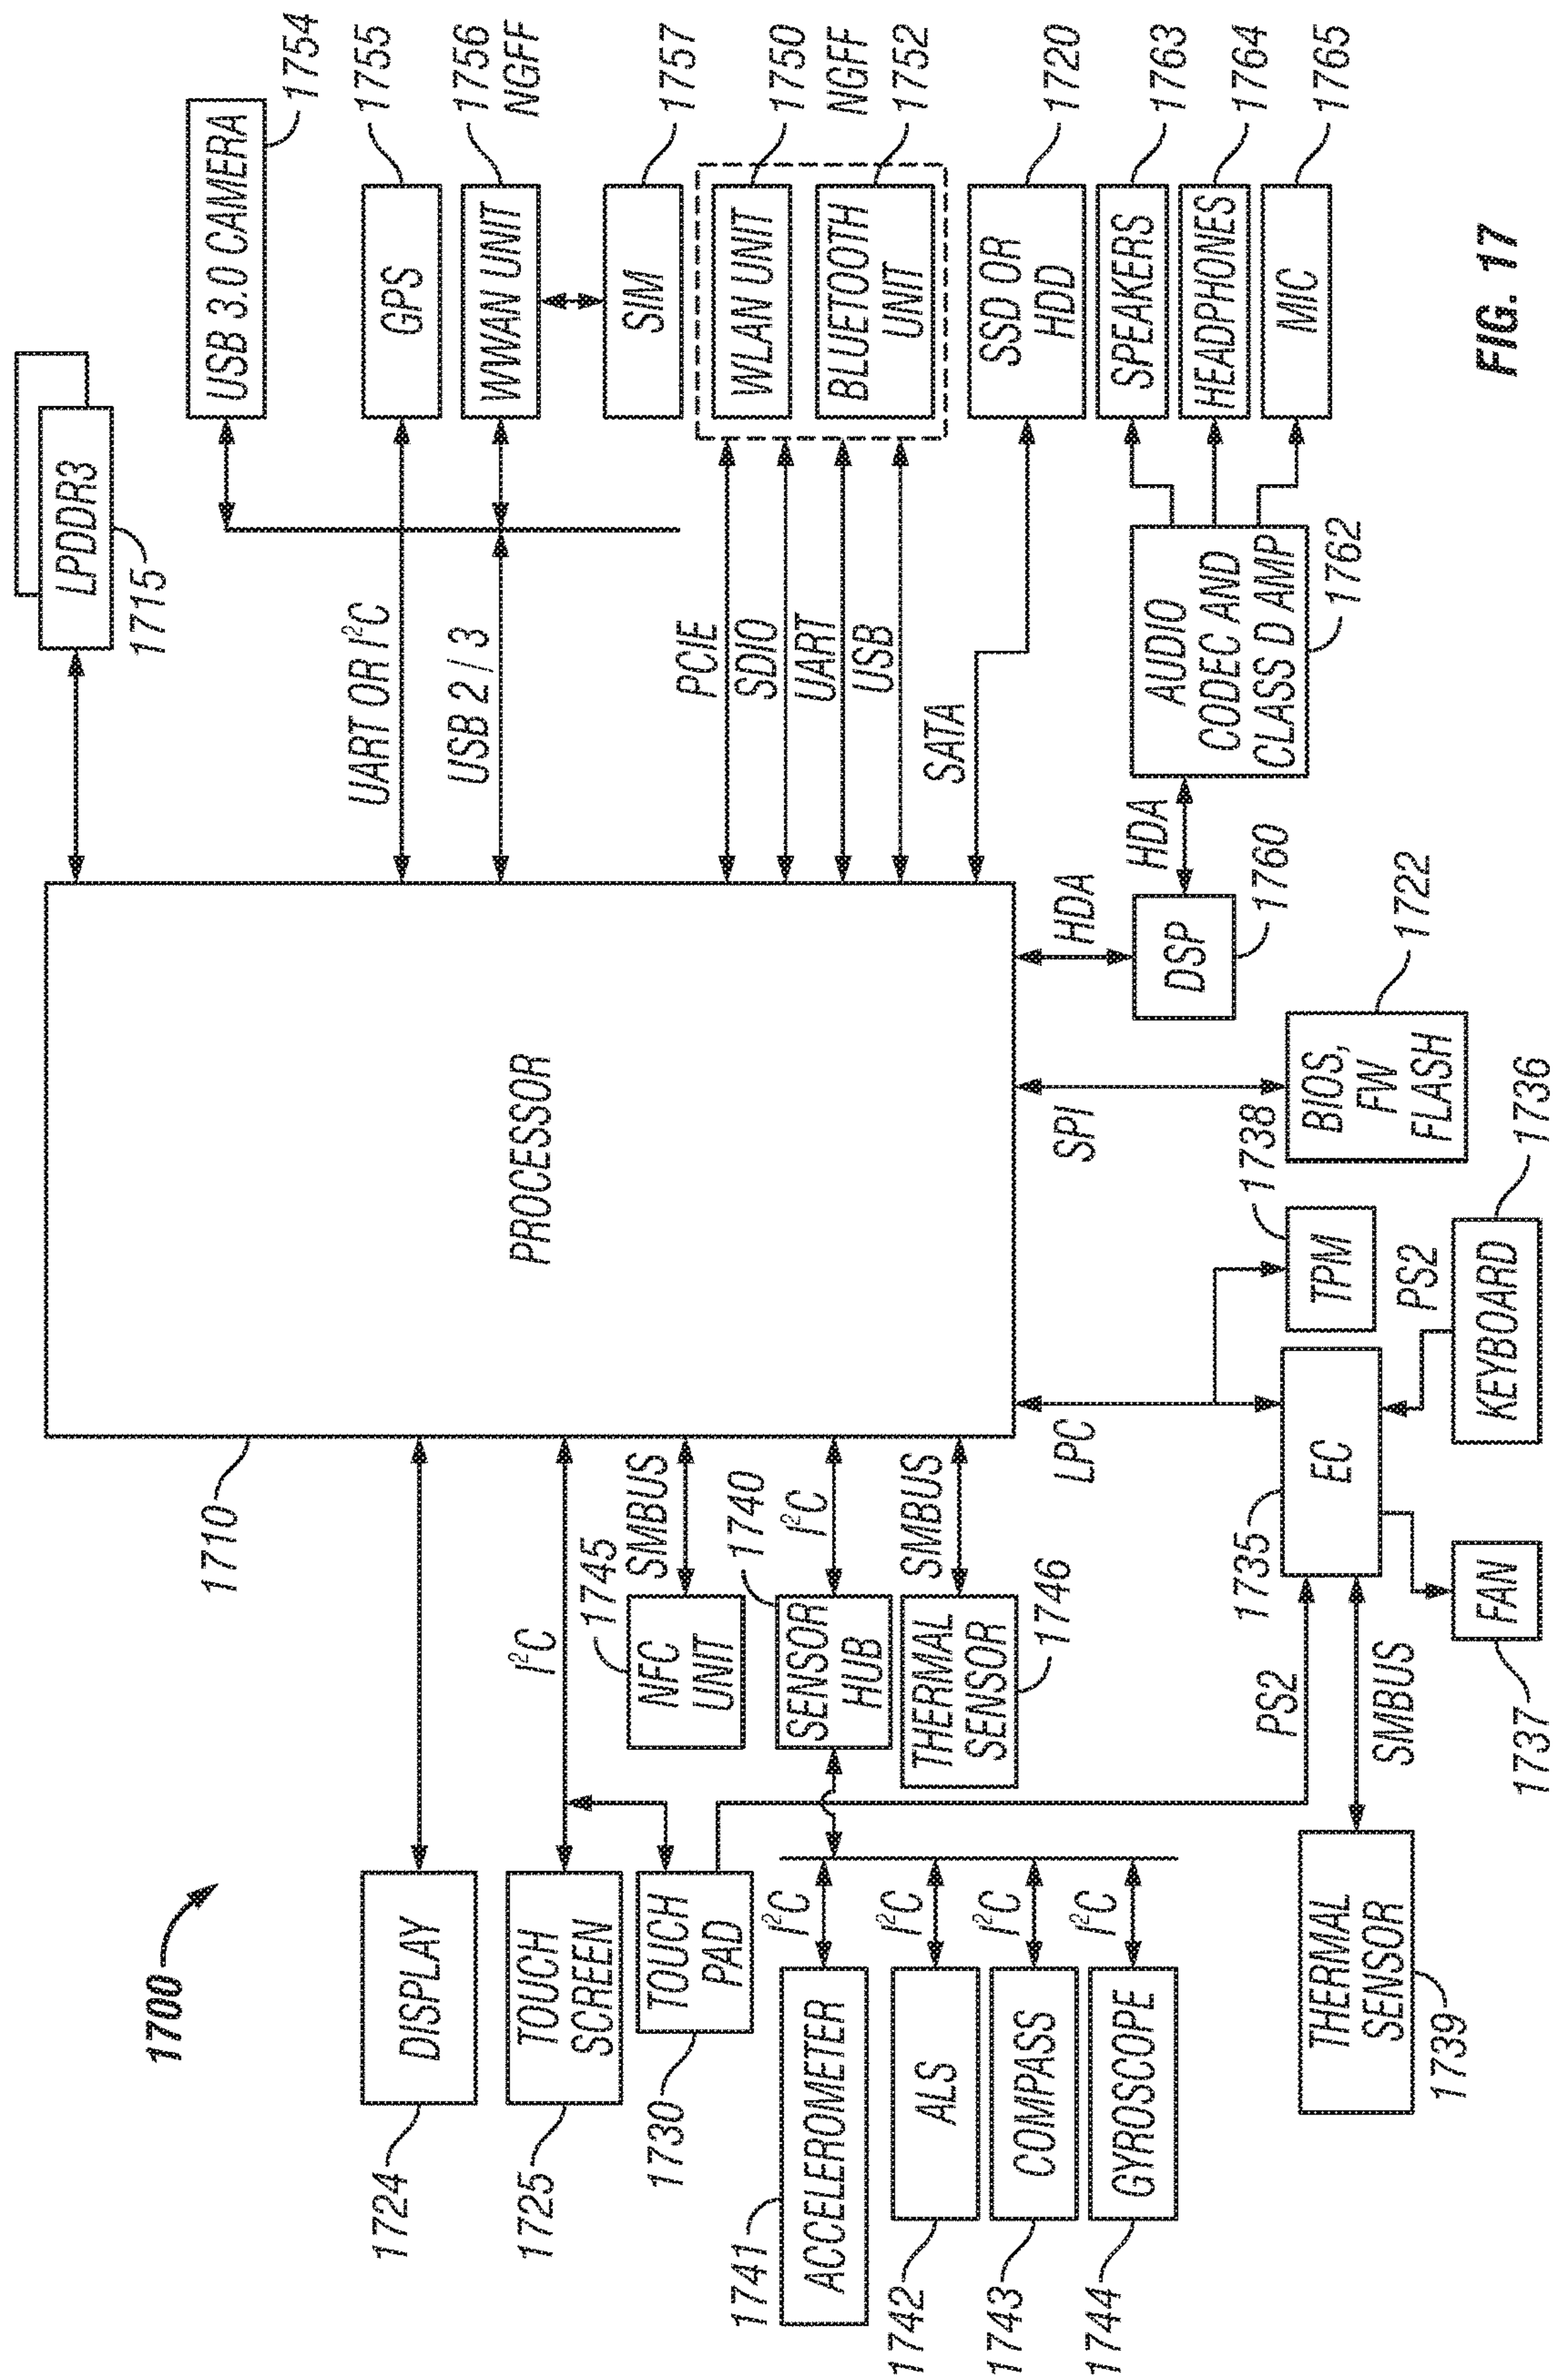 1700
1710
PROCESSOR
LPDDR3
1715
DISPLAY
1724
TOUCH
SCREEN
1725
I²C
TOUCH
PAD
1730
NFC
UNIT
1745
SMBUS
SENSOR
HUB
1740
I²C
THERMAL
SENSOR
1746
SMBUS
ACCELEROMETER
1741
I²C
ALS
1742
I²C
COMPASS
1743
I²C
GYROSCOPE
1744
I²C
THERMAL
SENSOR
1739
SMBUS
PS2
EC
1735
LPC
FAN
1737
KEYBOARD
1736
PS2
TPM
1738
BIOS,
FW
FLASH
1722
SPI
DSP
1760
HDA
HDA
AUDIO
CODEC AND
CLASS D AMP
1762
USB 3.0 CAMERA
1754
GPS
1755
UART OR I²C
WWAN UNIT
1756
NGFF
USB 2 / 3
SIM
1757
WLAN UNIT
1750
NGFF
BLUETOOTH
UNIT
1752
PCIE
SDIO
UART
USB
SSD OR
HDD
1720
SATA
SPEAKERS
1763
HEADPHONES
1764
MIC
1765
FIG. 17